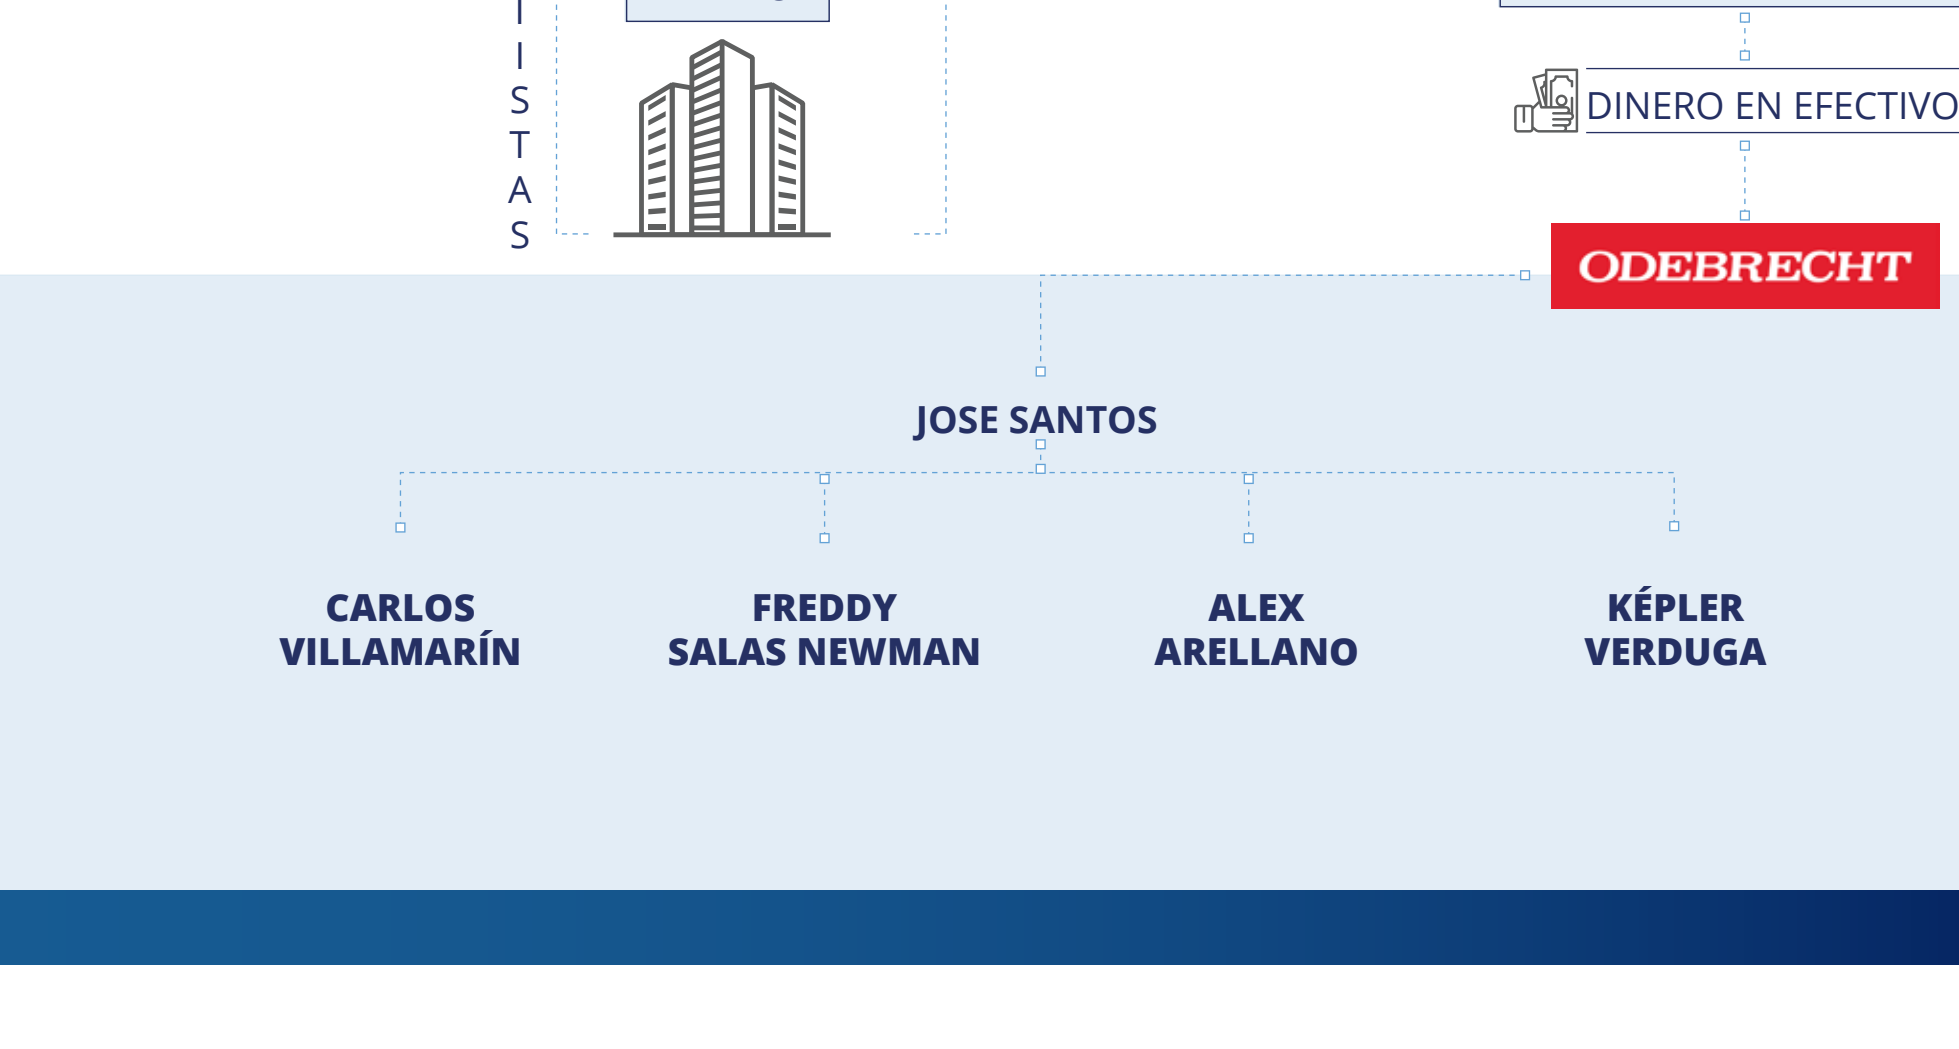 I
I
S
T
A
S
DINERO EN EFECTIVO
ODEBRECHT
JOSE SANTOS
CARLOS
VILLAMARÍN
FREDDY
SALAS NEWMAN
ALEX
ARELLANO
KÉPLER
VERDUGA